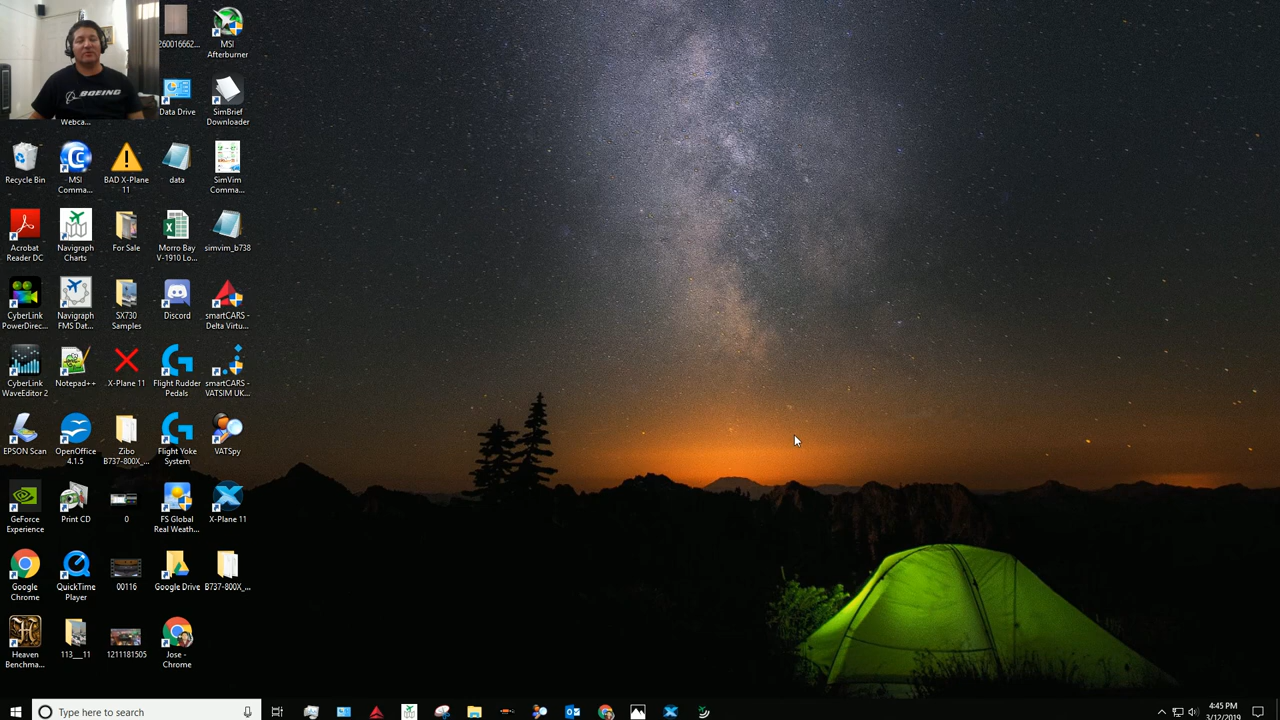 BOEING
Webca...
260016662...
MSI
Afterburner
Data Drive
SimBrief
Downloader
Recycle Bin
MSI
Comma...
BAD X-Plane
11
data
SimVim
Comma...
Acrobat
Reader DC
Navigraph
Charts
For Sale
Morro Bay
V-1910 Lo...
simvim_b738
CyberLink
PowerDirec...
Navigraph
FMS Dat...
SX730
Samples
Discord
smartCARS -
Delta Virtu...
CyberLink
WaveEditor 2
Notepad++
X-Plane 11
Flight Rudder
Pedals
smartCARS -
VATSIM UK...
EPSON Scan
OpenOffice
4.1.5
Zibo
B737-800X_...
Flight Yoke
System
VATSpy
GeForce
Experience
Print CD
0
FS Global
Real Weath...
X-Plane 11
Google
Chrome
QuickTime
Player
00116
Google Drive
B737-800X_...
Heaven
Benchma...
113___11
1211181505
Jose -
Chrome
Type here to search
4:45 PM
3/12/2019